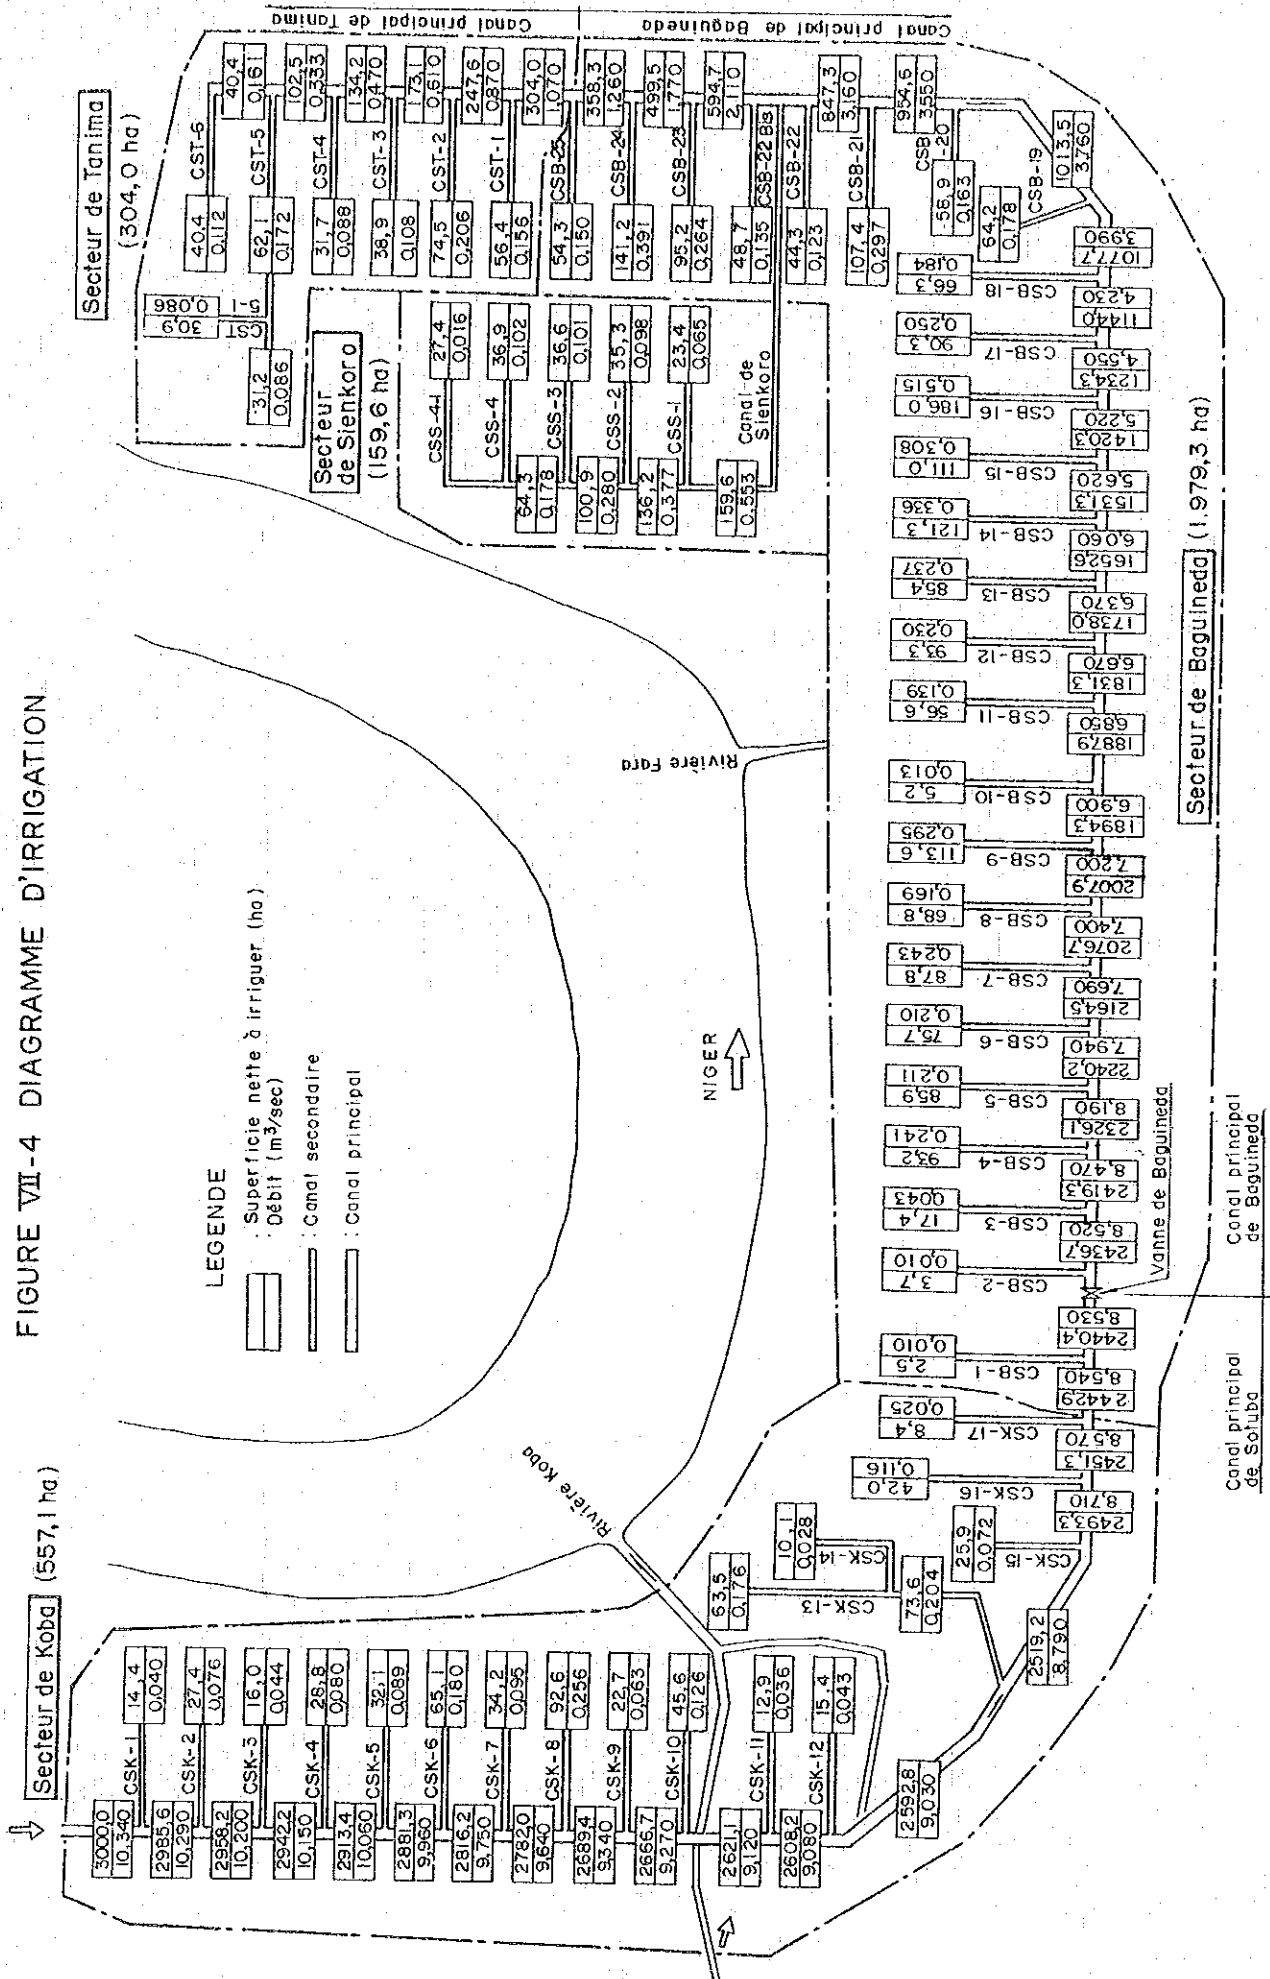 FIGURE VII-4 DIAGRAMME D'IRRIGATION
LEGENDE
: Superficie nette à irriguer (ha)
: Débit (m³/sec)
: Canal secondaire
: Canal principal
Secteur de Koba (557,1 ha)
3000,0
10,340
CSK-1
14,4
0,040
2985,6
10,290
CSK-2
27,4
0,076
2958,2
10,200
CSK-3
16,0
0,044
2942,2
10,150
CSK-4
28,8
0,080
2913,4
10,060
CSK-5
32,1
0,089
2881,3
9,960
CSK-6
65,1
0,180
2816,2
9,750
CSK-7
34,2
0,095
2782,0
9,640
CSK-8
92,6
0,256
2689,4
9,340
CSK-9
22,7
0,063
2666,7
9,270
CSK-10
45,6
0,126
2621,1
9,120
CSK-11
12,9
0,036
2608,2
9,080
CSK-12
15,4
0,043
2592,8
9,030
Rivière Koba
63,5
0,176
CSK-13
10,1
0,028
CSK-14
73,6
0,204
2519,2
8,790
25,9
0,072
CSK-15
2493,3
8,710
42,0
0,116
CSK-16
2451,3
8,570
8,4
0,025
CSK-17
2442,9
8,540
2,5
0,010
CSB-1
2440,4
8,530
Canal principal
de Sotuba
Vanne de Baguineda
Canal principal
de Baguineda
3,7
0,010
CSB-2
2436,7
8,520
17,4
0,043
CSB-3
2419,3
8,470
93,2
0,241
CSB-4
2326,1
8,190
85,9
0,211
CSB-5
2240,2
7,940
75,7
0,210
CSB-6
2164,5
7,690
87,8
0,243
CSB-7
2076,7
7,400
68,8
0,169
CSB-8
2007,9
7,200
113,6
0,295
CSB-9
1894,3
6,900
5,2
0,013
CSB-10
1887,9
6,850
56,6
0,139
CSB-11
1831,3
6,670
93,3
0,230
CSB-12
1738,0
6,370
85,4
0,237
CSB-13
1652,6
6,060
121,3
0,336
CSB-14
1531,3
5,620
111,0
0,308
CSB-15
1420,3
5,220
186,0
0,515
CSB-16
1234,3
4,550
90,3
0,250
CSB-17
1144,0
4,230
66,3
0,184
CSB-18
1077,7
3,990
NIGER
Rivière Fara
Secteur de Baguineda (1.979,3 ha)
64,2
0,178
CSB-19
1013,5
3,760
58,9
0,163
CSB
-20
954,6
3,550
107,4
0,297
CSB-21
847,3
3,160
44,3
0,123
CSB-22
48,7
0,135
CSB-22 Bis
594,7
2,110
95,2
0,264
CSB-23
499,5
1,770
141,2
0,391
CSB-24
358,3
1,260
54,3
0,150
CSB-25
304,0
1,070
Canal principal de Baguineda
Canal principal de Tanima
Secteur de Tanima
(304,0 ha)
56,4
0,156
CST-1
247,6
0,870
74,5
0,206
CST-2
173,1
0,610
38,9
0,108
CST-3
134,2
0,470
31,7
0,088
CST-4
102,5
0,333
62,1
0,172
CST-5
40,4
0,161
40,4
0,112
CST-6
30,9
0,086
CST
5-1
31,2
0,086
Secteur
de Sienkoro
(159,6 ha)
CSS-4-1
27,4
0,016
CSS-4
36,9
0,102
64,3
0,178
CSS-3
36,6
0,101
100,9
0,280
CSS-2
35,3
0,098
136,2
0,377
CSS-1
23,4
0,065
159,6
0,553
Canal de
Sienkoro